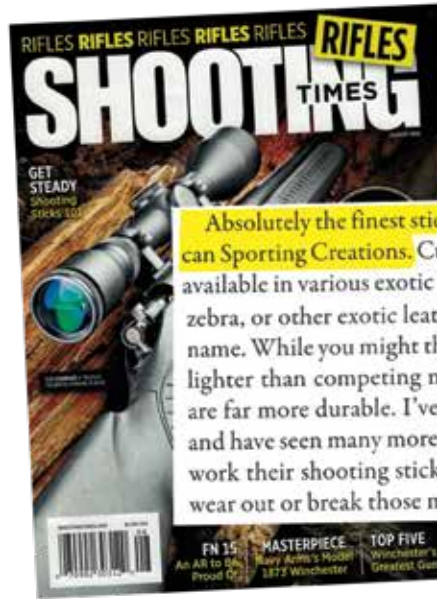 RIFLES RIFLES RIFLES RIFLES RIFLES
RIFLES
SHOOTING
TIMES
GET
STEADY
Shooting
Sticks 101
Absolutely the finest stic
can Sporting Creations. Cu
available in various exotic
zebra, or other exotic leat
name. While you might th
lighter than competing m
are far more durable. I've
and have seen many more
work their shooting stick
wear out or break those m
FN 15
An AR to Be
Proud Of
MASTERPIECE
Navy Arms's Model
1873 Winchester
TOP FIVE
Winchester's
Greatest Gun